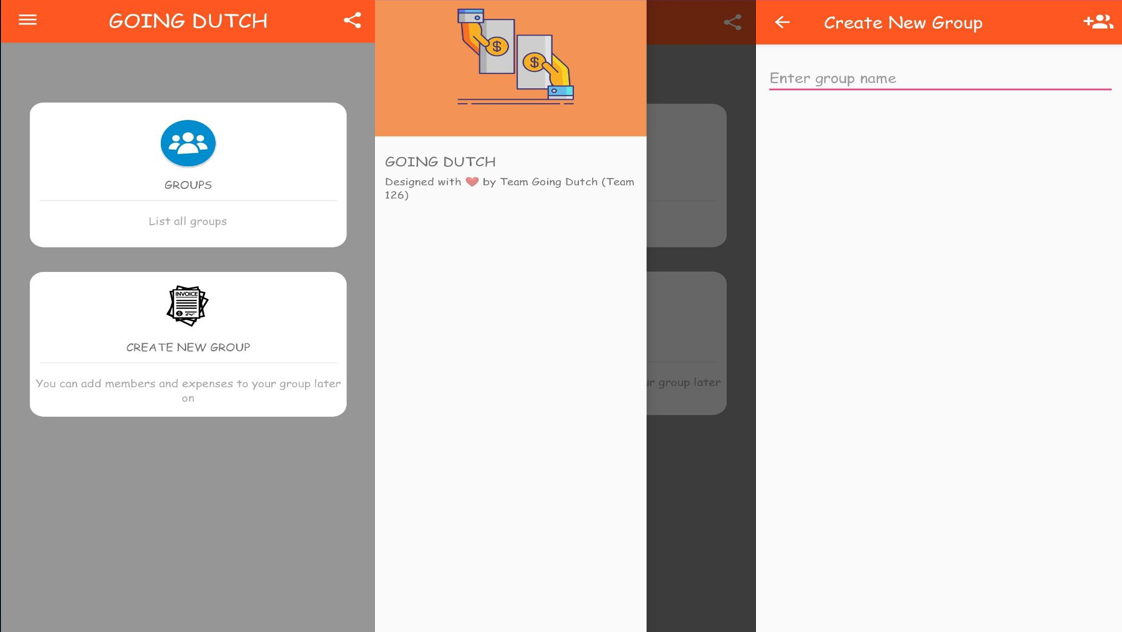 GOING DUTCH
GROUPS
List all groups
INVOICE
CREATE NEW GROUP
You can add members and expenses to your group later
on
$
$
GOING DUTCH
Designed with ❤ by Team Going Dutch (Team
126)
ur group later
Create New Group
Enter group name